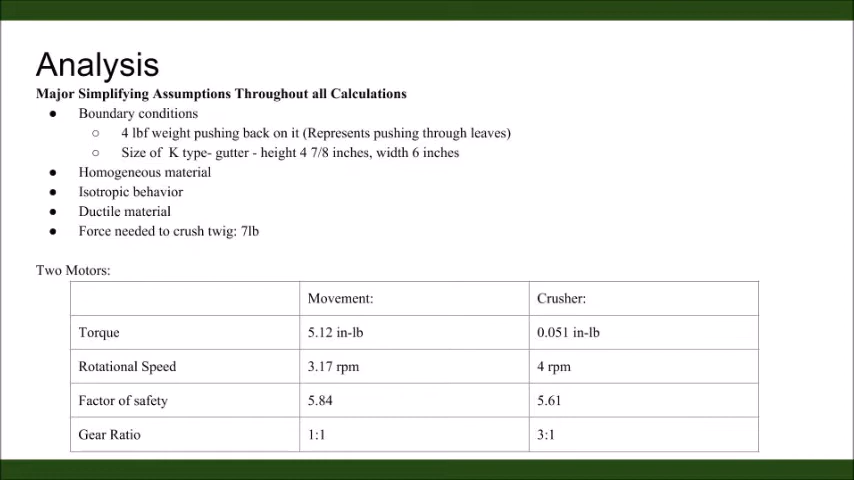 Analysis
Major Simplifying Assumptions Throughout all Calculations
● Boundary conditions
○ 4 lbf weight pushing back on it (Represents pushing through leaves)
○ Size of K type- gutter - height 4 7/8 inches, width 6 inches
● Homogeneous material
● Isotropic behavior
● Ductile material
● Force needed to crush twig: 7lb
Two Motors:
Movement: Crusher:
Torque 5.12 in-lb 0.051 in-lb
Rotational Speed 3.17 rpm 4 rpm
Factor of safety 5.84 5.61
Gear Ratio 1:1 3:1